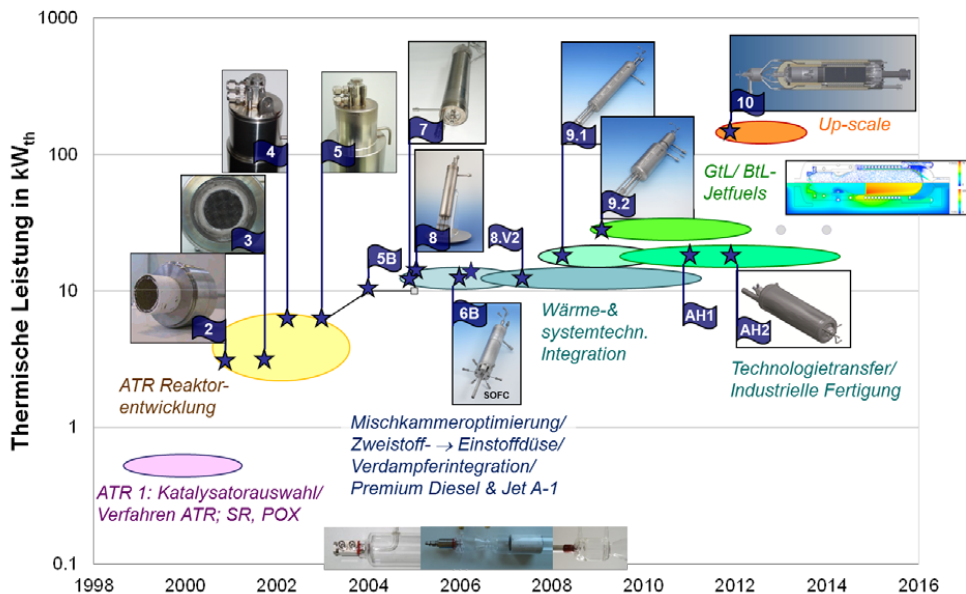 Thermische Leistung in kWth
1000
100
10
1
0.1
1998
2000
2002
2004
2006
2008
2010
2012
2014
2016
2
3
4
5
5B
7
8
6B
SOFC
8.V2
9.1
9.2
AH1
AH2
10
Up-scale
GtL/ BtL-
Jetfuels
Wärme-&
systemtechn.
Integration
Technologietransfer/
Industrielle Fertigung
ATR Reaktor-
entwicklung
Mischkammeroptimierung/
Zweistoff- → Einstoffdüse/
Verdampferintegration/
Premium Diesel & Jet A-1
ATR 1: Katalysatorauswahl/
Verfahren ATR; SR, POX